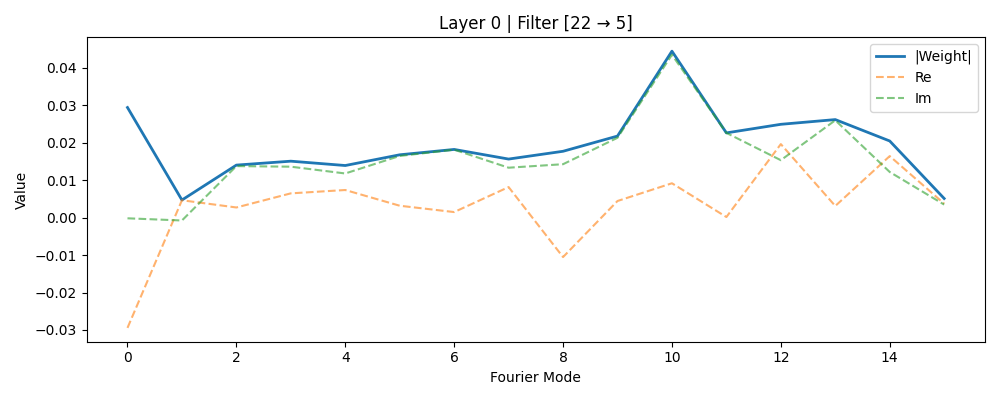 Layer 0 | Filter [22 → 5]
|Weight|
Re
Im
0.04
0.03
0.02
0.01
0.00
−0.01
−0.02
−0.03
Value
0 2 4 6 8 10 12 14
Fourier Mode